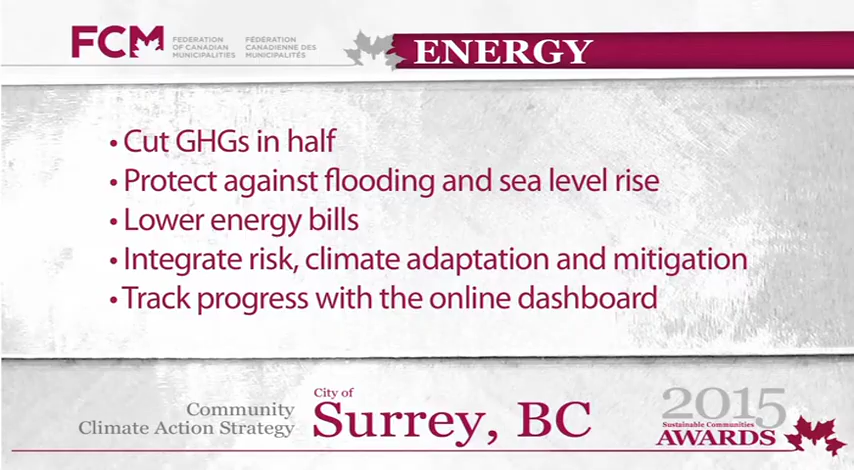 FCM
FEDERATION
OF CANADIAN
MUNICIPALITIES
FÉDÉRATION
CANADIENNE DES
MUNICIPALITÉS
ENERGY
• Cut GHGs in half
• Protect against flooding and sea level rise
• Lower energy bills
• Integrate risk, climate adaptation and mitigation
• Track progress with the online dashboard
Community
Climate Action Strategy
City of
Surrey, BC
2015
Sustainable Communities
AWARDS